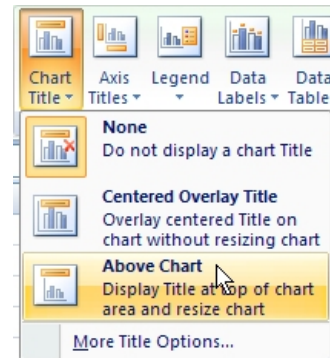 Chart Title
Axis Titles
Legend
Data Labels
Data Table
None
Do not display a chart Title
Centered Overlay Title
Overlay centered Title on
chart without resizing chart
Above Chart
Display Title at top of chart
area and resize chart
More Title Options...